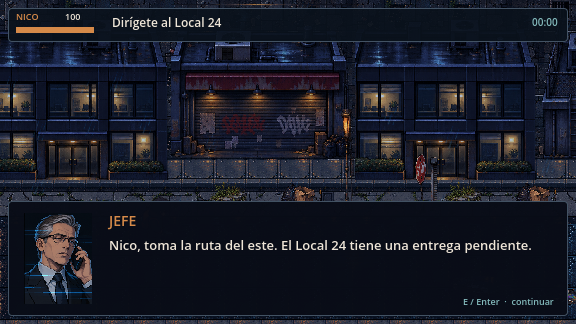 NICO 100
Dirígete al Local 24
00:00
JEFE
Nico, toma la ruta del este. El Local 24 tiene una entrega pendiente.
E / Enter · continuar